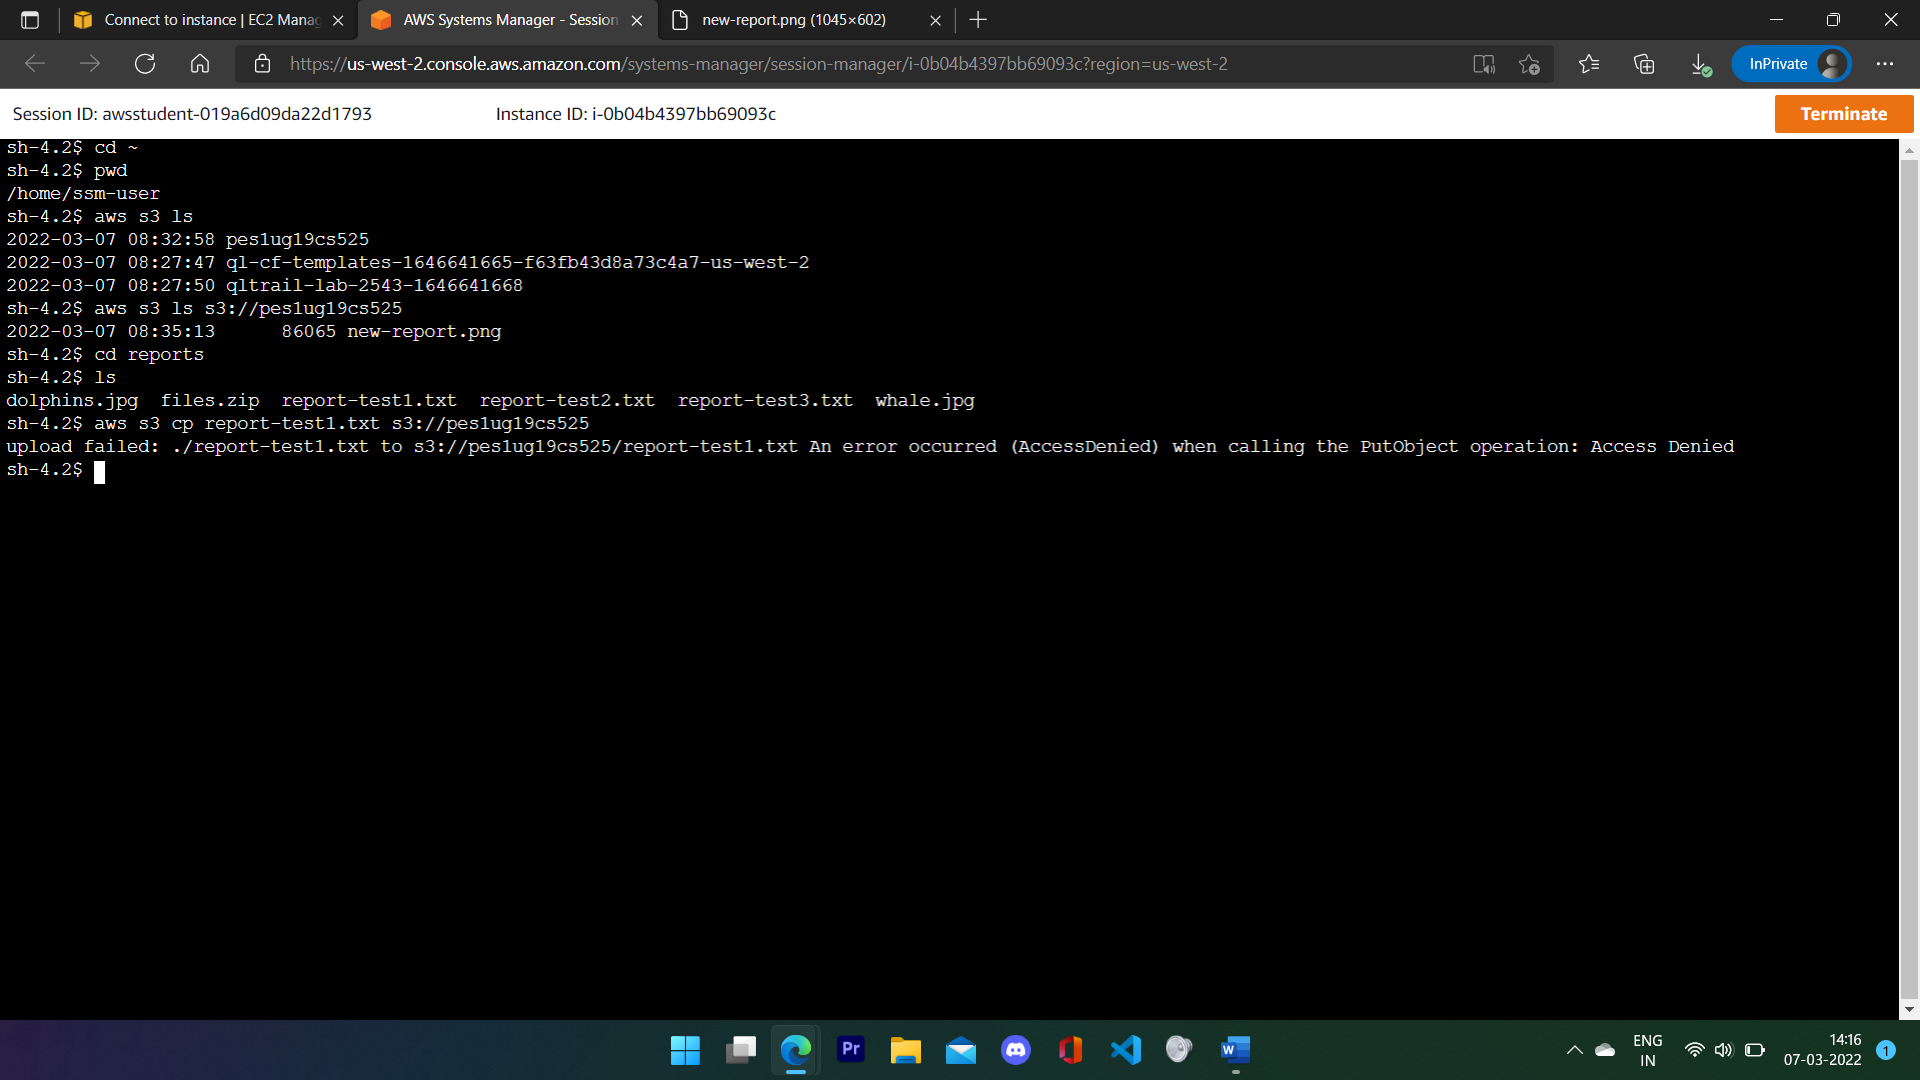 Connect to instance | EC2 Manag
AWS Systems Manager - Session
new-report.png (1045×602)
https://us-west-2.console.aws.amazon.com/systems-manager/session-manager/i-0b04b4397bb69093c?region=us-west-2
InPrivate
Session ID: awsstudent-019a6d09da22d1793
Instance ID: i-0b04b4397bb69093c
Terminate
sh-4.2$ cd ~
sh-4.2$ pwd
/home/ssm-user
sh-4.2$ aws s3 ls
2022-03-07 08:32:58 pes1ug19cs525
2022-03-07 08:27:47 ql-cf-templates-1646641665-f63fb43d8a73c4a7-us-west-2
2022-03-07 08:27:50 qltrail-lab-2543-1646641668
sh-4.2$ aws s3 ls s3://pes1ug19cs525
2022-03-07 08:35:13      86065 new-report.png
sh-4.2$ cd reports
sh-4.2$ ls
dolphins.jpg  files.zip  report-test1.txt  report-test2.txt  report-test3.txt  whale.jpg
sh-4.2$ aws s3 cp report-test1.txt s3://pes1ug19cs525
upload failed: ./report-test1.txt to s3://pes1ug19cs525/report-test1.txt An error occurred (AccessDenied) when calling the PutObject operation: Access Denied
sh-4.2$
Pr
W
ENG
IN
14:16
07-03-2022
1